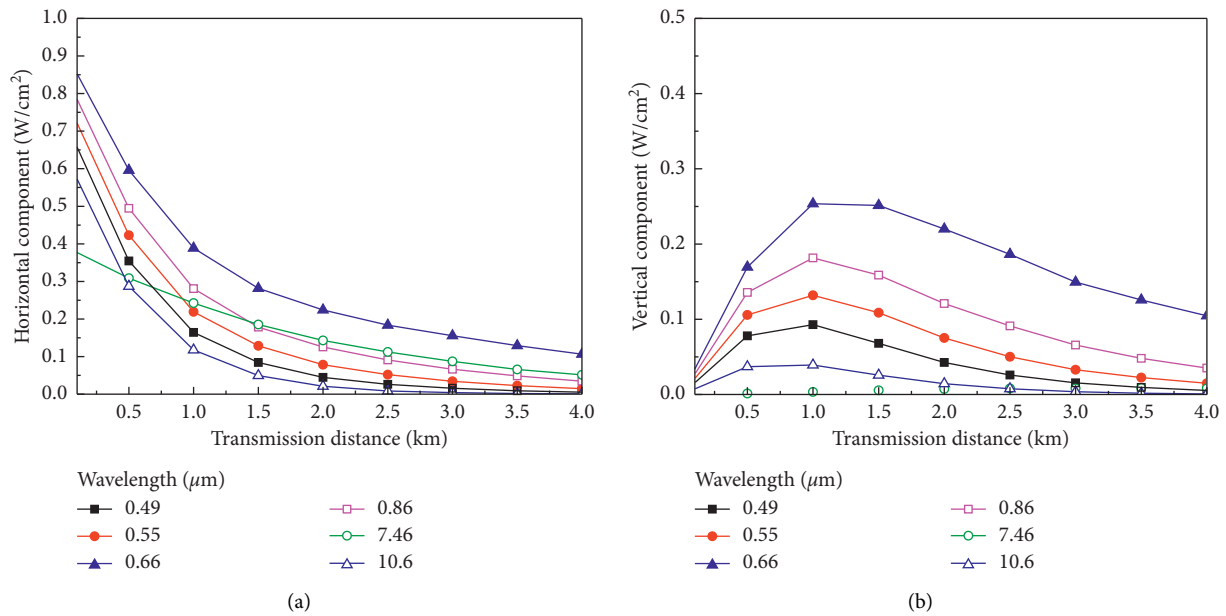 Horizontal component (W/cm²)
1.0
0.9
0.8
0.7
0.6
0.5
0.4
0.3
0.2
0.1
0.0
0.5 1.0 1.5 2.0 2.5 3.0 3.5 4.0
Transmission distance (km)
Wavelength (μm)
0.49 0.86
0.55 7.46
0.66 10.6
(a)
Vertical component (W/cm²)
0.5
0.4
0.3
0.2
0.1
0.0
0.5 1.0 1.5 2.0 2.5 3.0 3.5 4.0
Transmission distance (km)
Wavelength (μm)
0.49 0.86
0.55 7.46
0.66 10.6
(b)